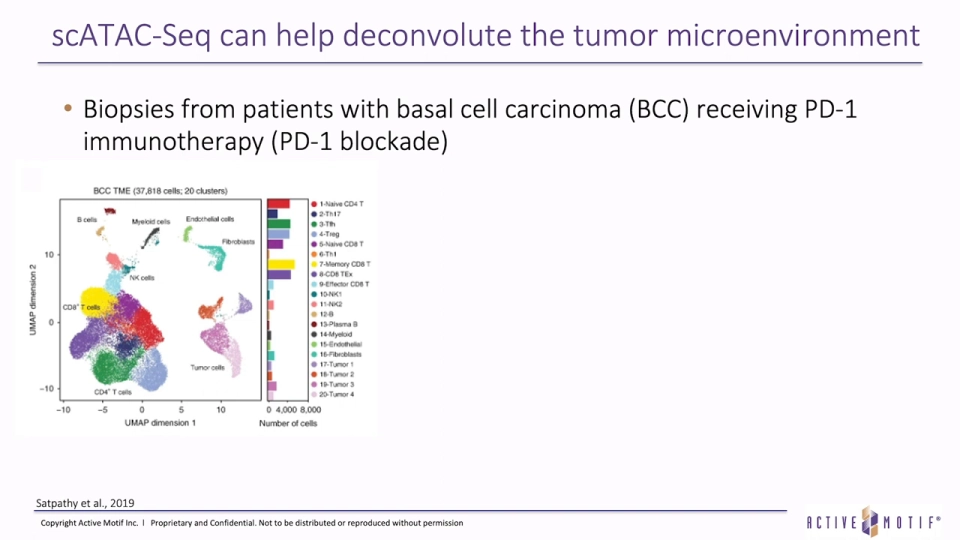 scATAC-Seq can help deconvolute the tumor microenvironment
• Biopsies from patients with basal cell carcinoma (BCC) receiving PD-1
immunotherapy (PD-1 blockade)
BCC TME (37,818 cells; 20 clusters)
B cells
Myeloid cells
Endothelial cells
Fibroblasts
NK cells
CD8⁺ T cells
Tumor cells
CD4⁺ T cells
10
0
−10
UMAP dimension 2
−10 −5 0 5 10
UMAP dimension 1
1-Naive CD4 T
2-Th17
3-Tfh
4-Treg
5-Naive CD8 T
6-Th1
7-Memory CD8 T
8-CD8 TEx
9-Effector CD8 T
10-NK1
11-NK2
12-B
13-Plasma B
14-Myeloid
15-Endothelial
16-Fibroblasts
17-Tumor 1
18-Tumor 2
19-Tumor 3
20-Tumor 4
0 4,000 8,000
Number of cells
Satpathy et al., 2019
Copyright Active Motif Inc. I Proprietary and Confidential. Not to be distributed or reproduced without permission
ACTIVE MOTIF®